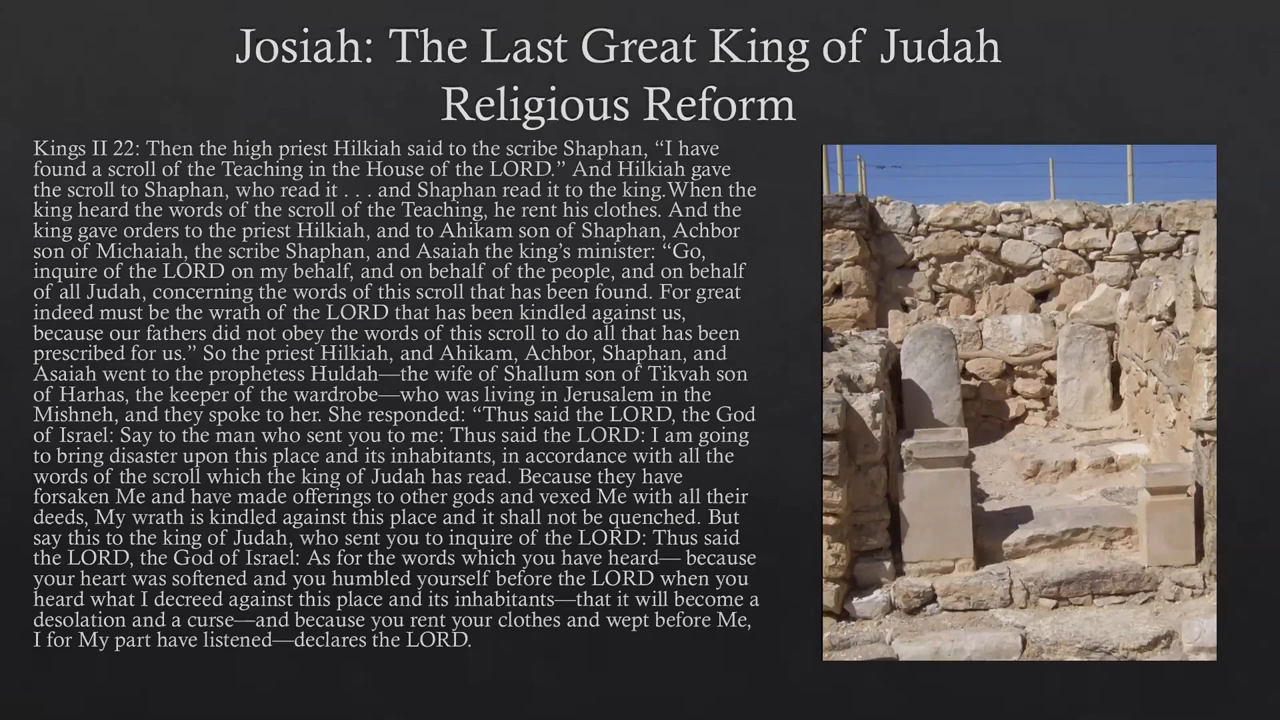 Josiah: The Last Great King of Judah
Religious Reform
Kings II 22: Then the high priest Hilkiah said to the scribe Shaphan, “I have
found a scroll of the Teaching in the House of the LORD.” And Hilkiah gave
the scroll to Shaphan, who read it . . . and Shaphan read it to the king.When the
king heard the words of the scroll of the Teaching, he rent his clothes. And the
king gave orders to the priest Hilkiah, and to Ahikam son of Shaphan, Achbor
son of Michaiah, the scribe Shaphan, and Asaiah the king’s minister: “Go,
inquire of the LORD on my behalf, and on behalf of the people, and on behalf
of all Judah, concerning the words of this scroll that has been found. For great
indeed must be the wrath of the LORD that has been kindled against us,
because our fathers did not obey the words of this scroll to do all that has been
prescribed for us.” So the priest Hilkiah, and Ahikam, Achbor, Shaphan, and
Asaiah went to the prophetess Huldah—the wife of Shallum son of Tikvah son
of Harhas, the keeper of the wardrobe—who was living in Jerusalem in the
Mishneh, and they spoke to her. She responded: “Thus said the LORD, the God
of Israel: Say to the man who sent you to me: Thus said the LORD: I am going
to bring disaster upon this place and its inhabitants, in accordance with all the
words of the scroll which the king of Judah has read. Because they have
forsaken Me and have made offerings to other gods and vexed Me with all their
deeds, My wrath is kindled against this place and it shall not be quenched. But
say this to the king of Judah, who sent you to inquire of the LORD: Thus said
the LORD, the God of Israel: As for the words which you have heard— because
your heart was softened and you humbled yourself before the LORD when you
heard what I decreed against this place and its inhabitants—that it will become a
desolation and a curse—and because you rent your clothes and wept before Me,
I for My part have listened—declares the LORD.